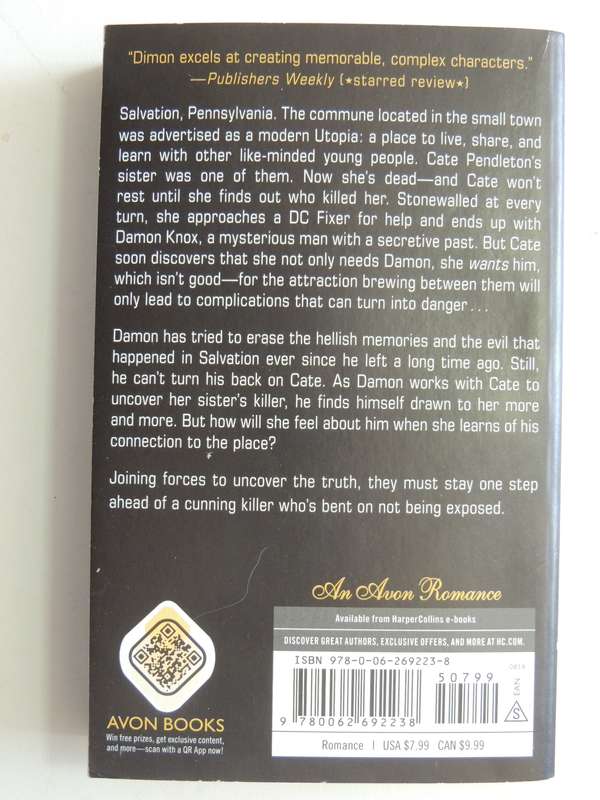 “Dimon excels at creating memorable, complex characters.”
—Publishers Weekly (★starred review★)
Salvation, Pennsylvania. The commune located in the small town
was advertised as a modern Utopia: a place to live, share, and
learn with other like-minded young people. Cate Pendleton's
sister was one of them. Now she's dead—and Cate won't
rest until she finds out who killed her. Stonewalled at every
turn, she approaches a DC Fixer for help and ends up with
Damon Knox, a mysterious man with a secretive past. But Cate
soon discovers that she not only needs Damon, she wants him,
which isn't good—for the attraction brewing between them will
only lead to complications that can turn into danger...
Damon has tried to erase the hellish memories and the evil that
happened in Salvation ever since he left a long time ago. Still,
he can't turn his back on Cate. As Damon works with Cate to
uncover her sister's killer, he finds himself drawn to her more
and more. But how will she feel about him when she learns of his
connection to the place?
Joining forces to uncover the truth, they must stay one step
ahead of a cunning killer who's bent on not being exposed.
An Avon Romance
Available from HarperCollins e-books
DISCOVER GREAT AUTHORS, EXCLUSIVE OFFERS, AND MORE AT HC.COM.
ISBN 978-0-06-269223-8
50799
0819
EAN
S
9 780062 692238
Romance | USA $7.99 CAN $9.99
AVON BOOKS
Win free prizes, get exclusive content,
and more—scan with a QR App now!